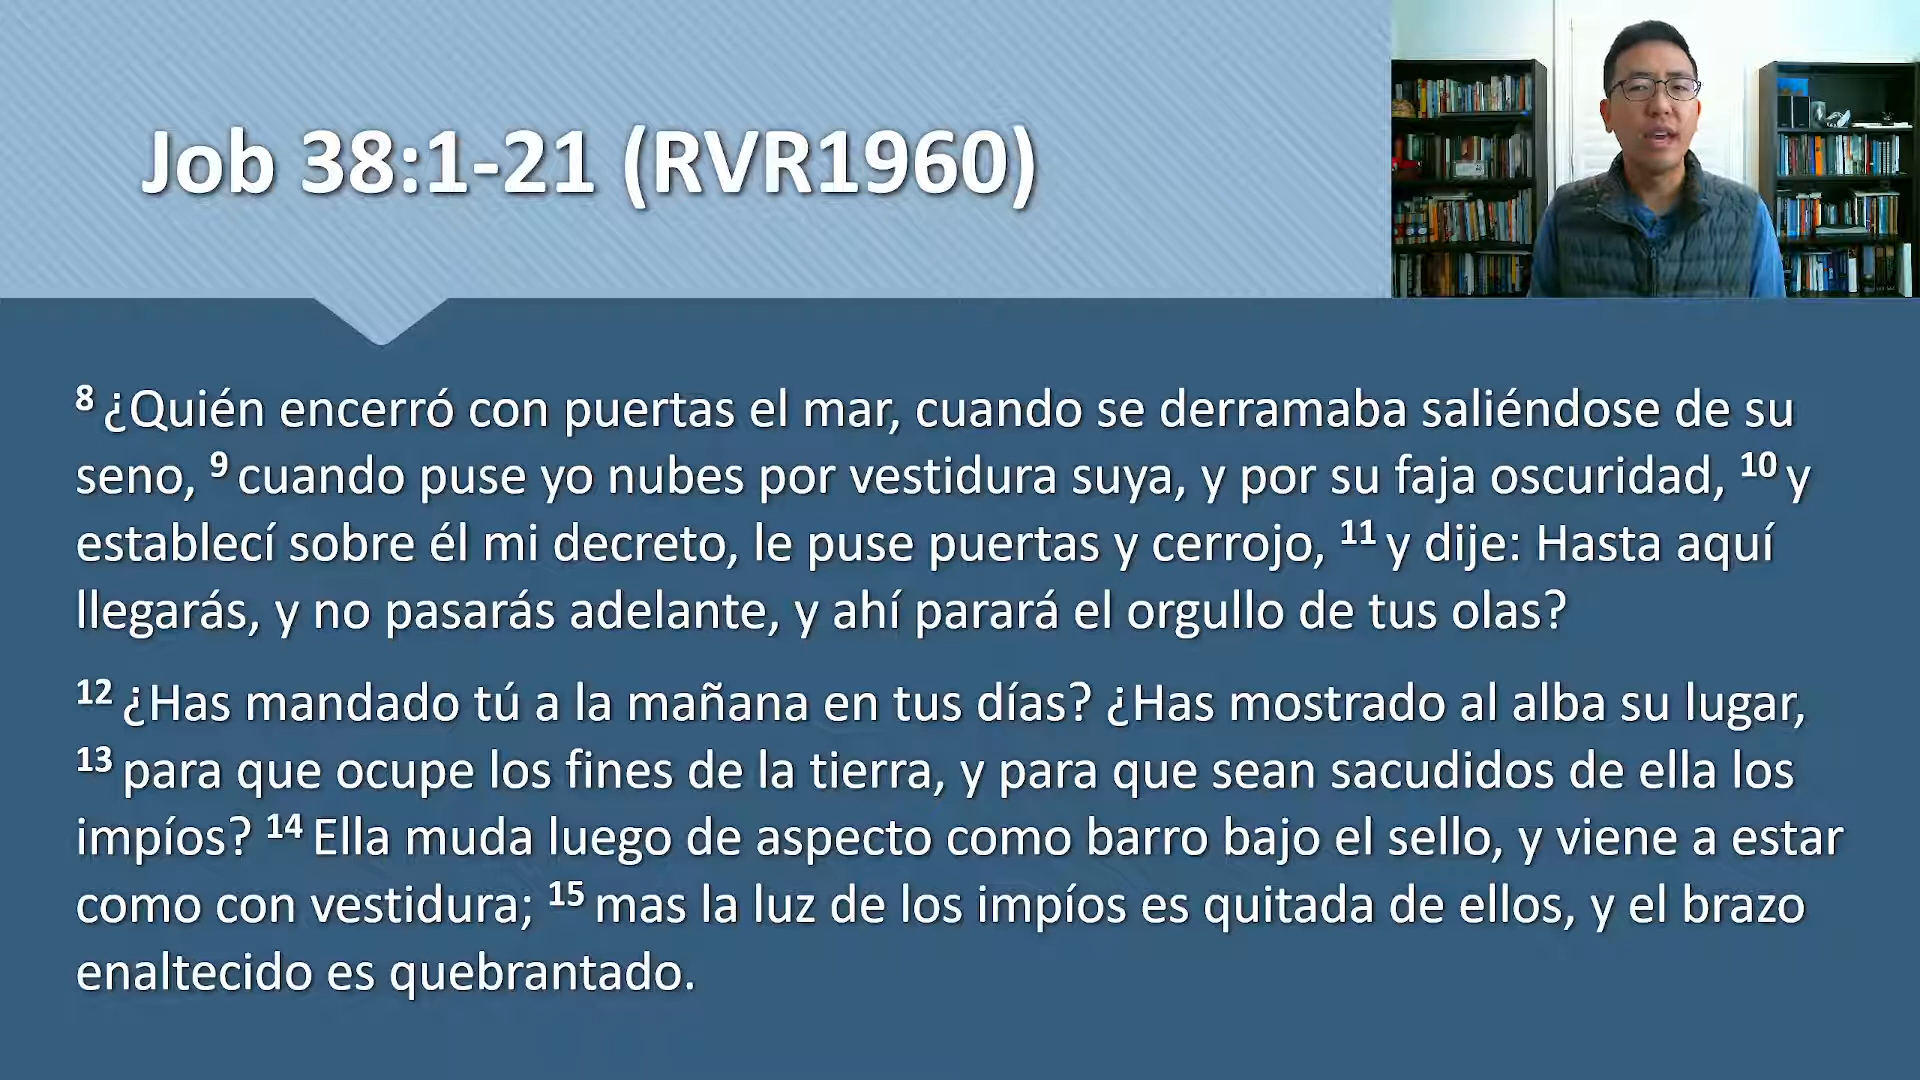 Job 38:1-21 (RVR1960)
8 ¿Quién encerró con puertas el mar, cuando se derramaba saliéndose de su
seno, 9 cuando puse yo nubes por vestidura suya, y por su faja oscuridad, 10 y
establecí sobre él mi decreto, le puse puertas y cerrojo, 11 y dije: Hasta aquí
llegarás, y no pasarás adelante, y ahí parará el orgullo de tus olas?
12 ¿Has mandado tú a la mañana en tus días? ¿Has mostrado al alba su lugar,
13 para que ocupe los fines de la tierra, y para que sean sacudidos de ella los
impíos? 14 Ella muda luego de aspecto como barro bajo el sello, y viene a estar
como con vestidura; 15 mas la luz de los impíos es quitada de ellos, y el brazo
enaltecido es quebrantado.